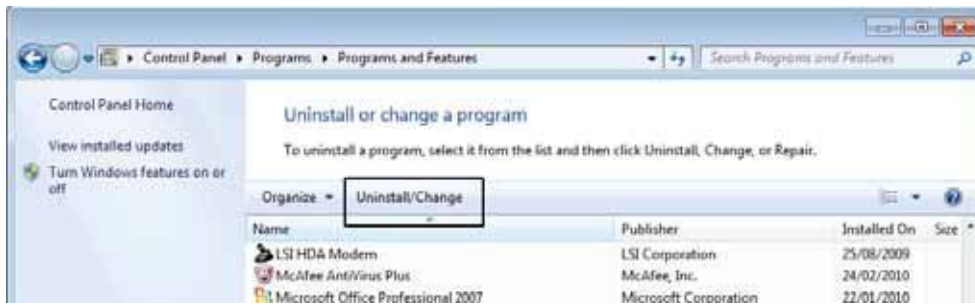 Control Panel ▸ Programs ▸ Programs and Features
Search Programs and Features
Control Panel Home
View installed updates
Turn Windows features on or
off
Uninstall or change a program
To uninstall a program, select it from the list and then click Uninstall, Change, or Repair.
Organize Uninstall/Change
Name Publisher Installed On Size
LSI HDA Modem LSI Corporation 25/08/2009
McAfee AntiVirus Plus McAfee, Inc. 24/02/2010
Microsoft Office Professional 2007 Microsoft Corporation 22/01/2010